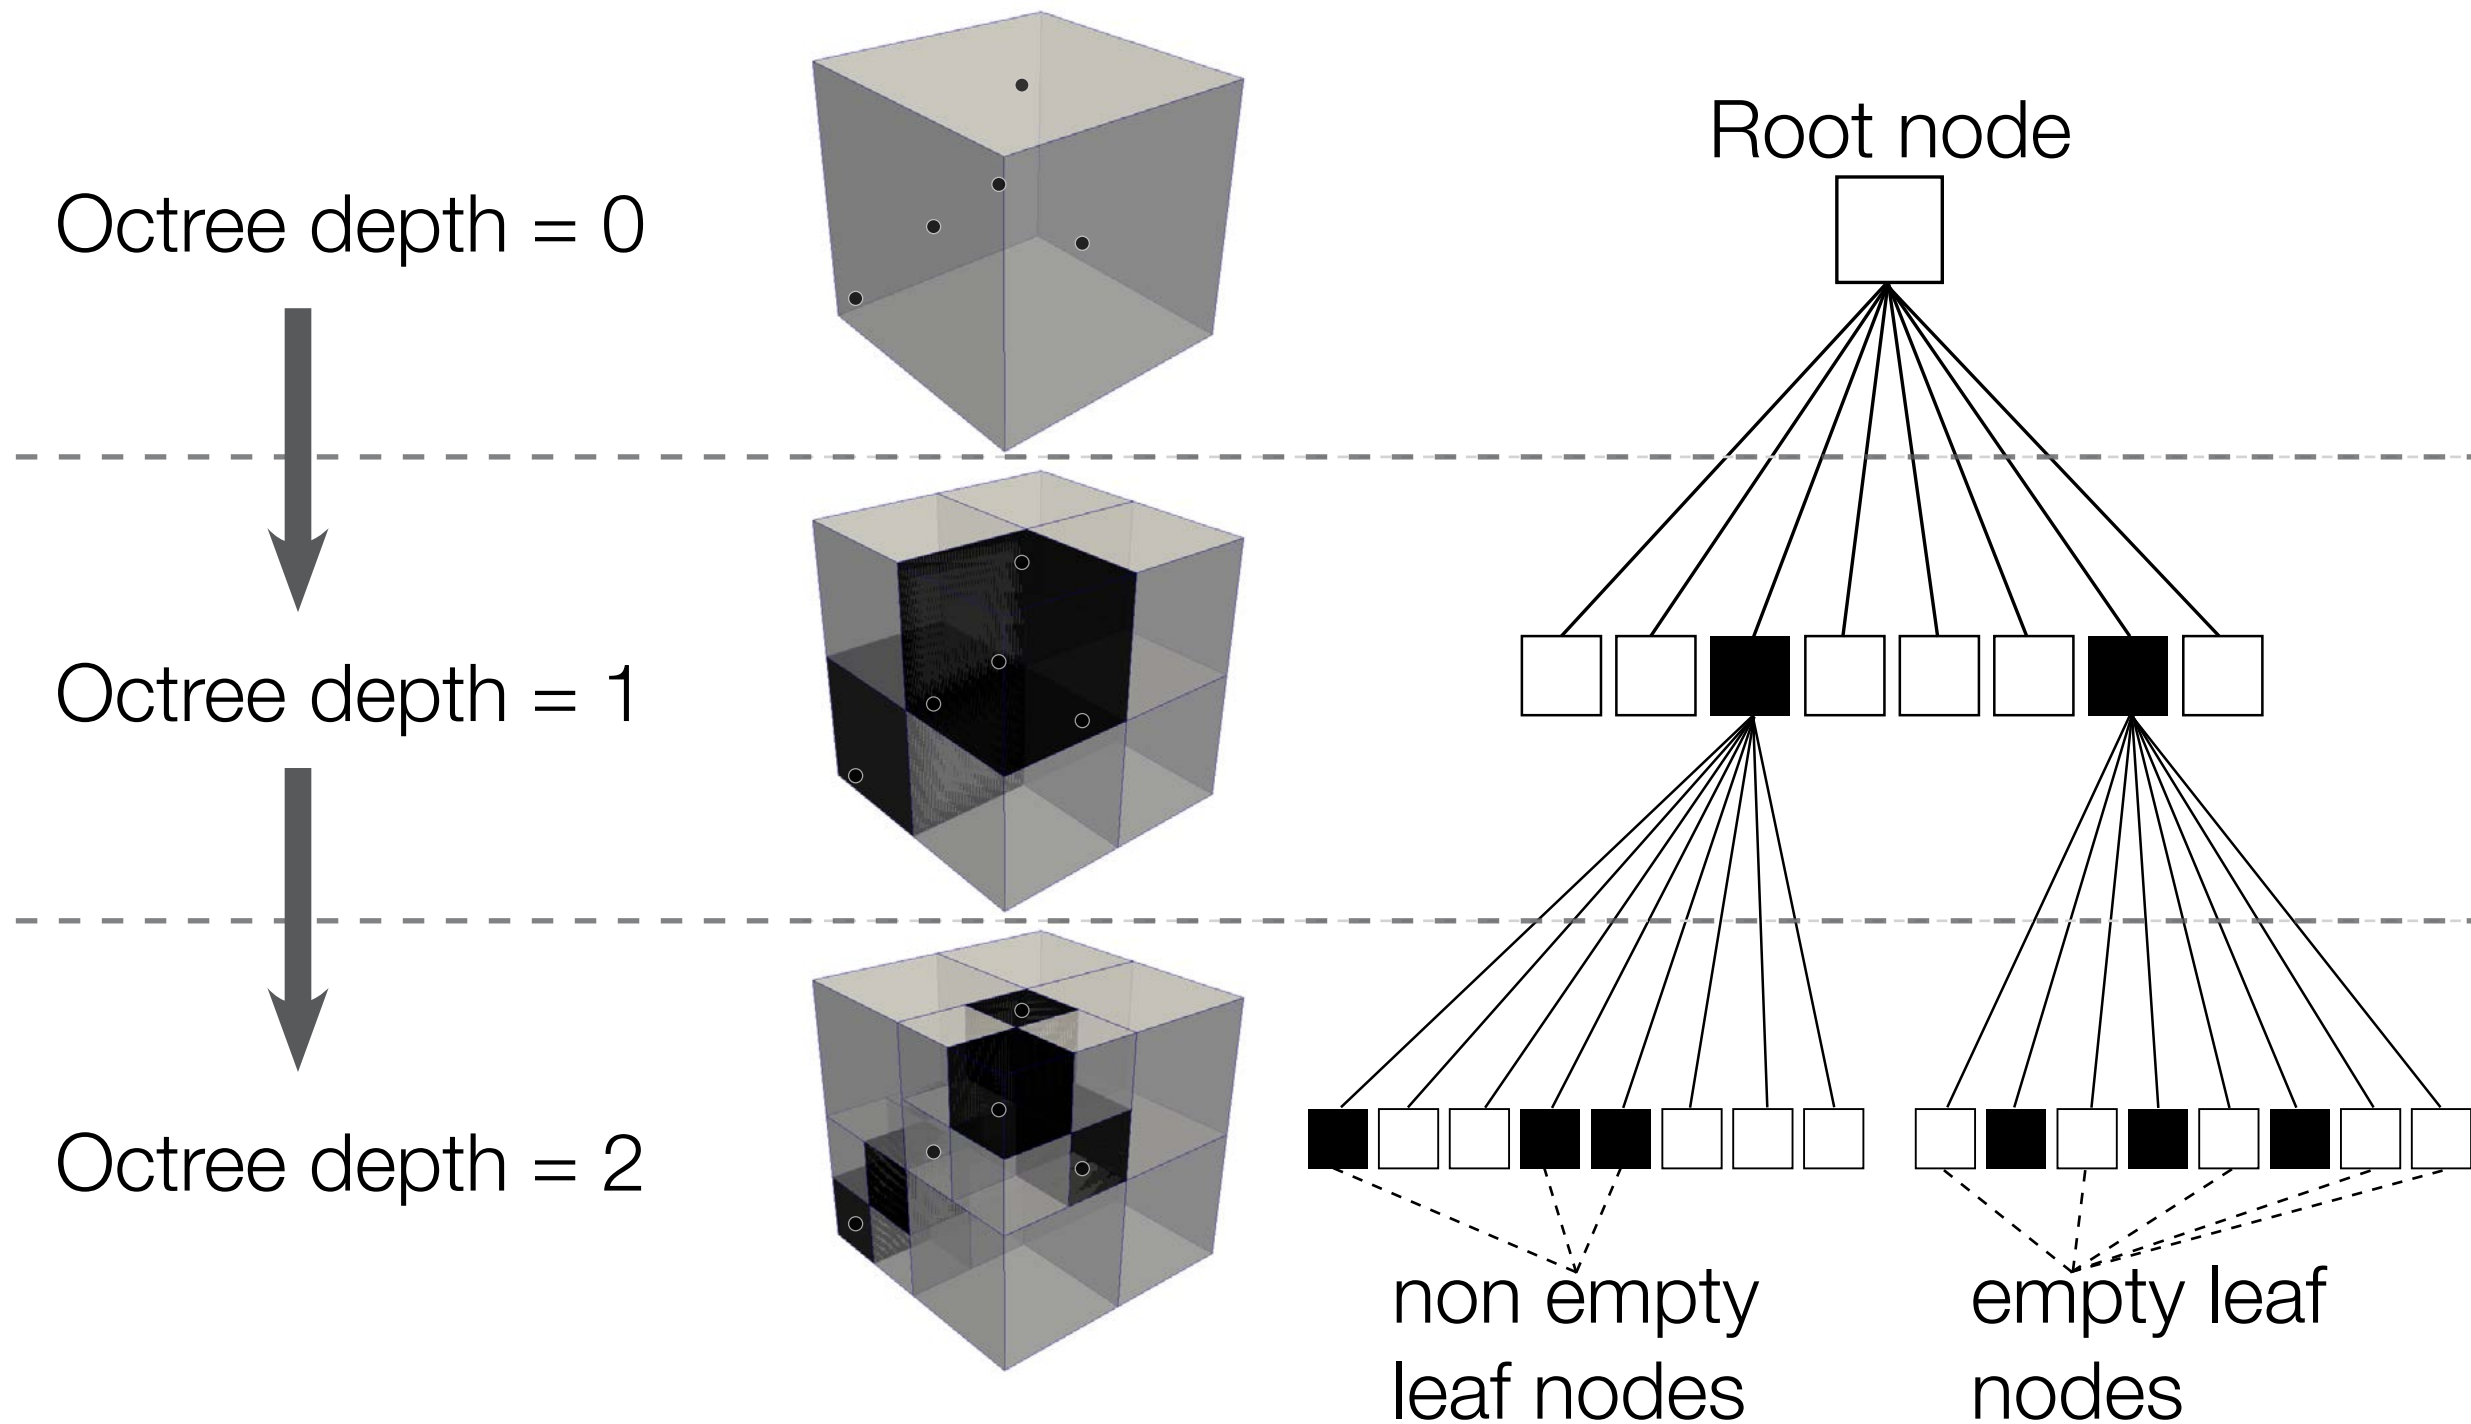 Root node
Octree depth = 0
Octree depth = 1
Octree depth = 2
non empty
leaf nodes
empty leaf
nodes